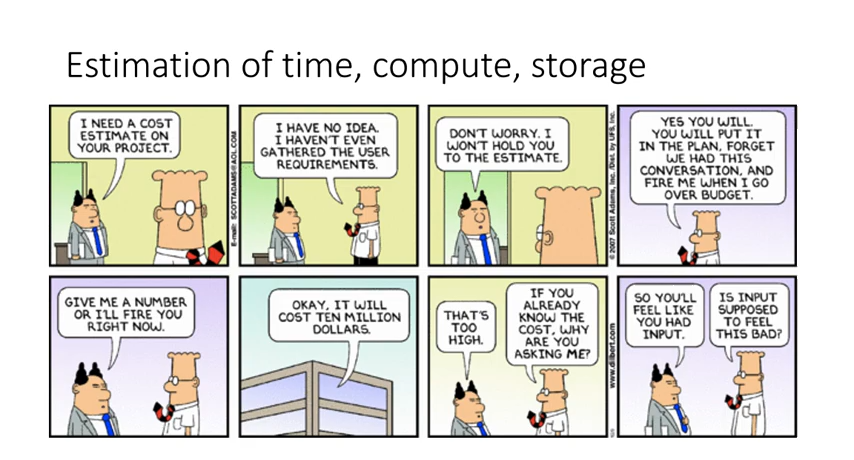 Estimation of time, compute, storage
I NEED A COST
ESTIMATE ON
YOUR PROJECT.
E-mail: SCOTTADAMS@AOL.COM
I HAVE NO IDEA.
I HAVEN'T EVEN
GATHERED THE USER
REQUIREMENTS.
DON'T WORRY. I
WON'T HOLD YOU
TO THE ESTIMATE.
©2007 Scott Adams, Inc./Dist. by UFS, Inc.
YES YOU WILL.
YOU WILL PUT IT
IN THE PLAN, FORGET
WE HAD THIS
CONVERSATION, AND
FIRE ME WHEN I GO
OVER BUDGET.
GIVE ME A NUMBER
OR I'LL FIRE YOU
RIGHT NOW.
OKAY, IT WILL
COST TEN MILLION
DOLLARS.
THAT'S
TOO
HIGH.
IF YOU
ALREADY
KNOW THE
COST, WHY
ARE YOU
ASKING ME?
www.dilbert.com
SO YOU'LL
FEEL LIKE
YOU HAD
INPUT.
IS INPUT
SUPPOSED
TO FEEL
THIS BAD?